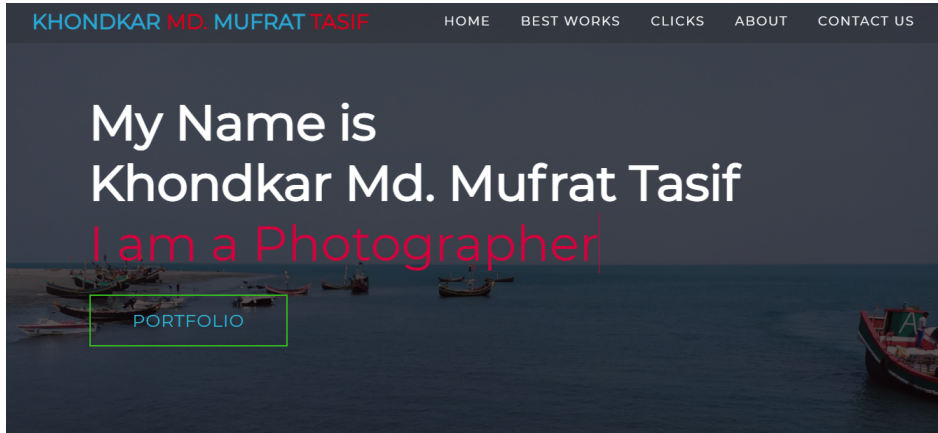 KHONDKAR MD. MUFRAT TASIF HOME BEST WORKS CLICKS ABOUT CONTACT US
My Name is
Khondkar Md. Mufrat Tasif
I am a Photographer
PORTFOLIO
A